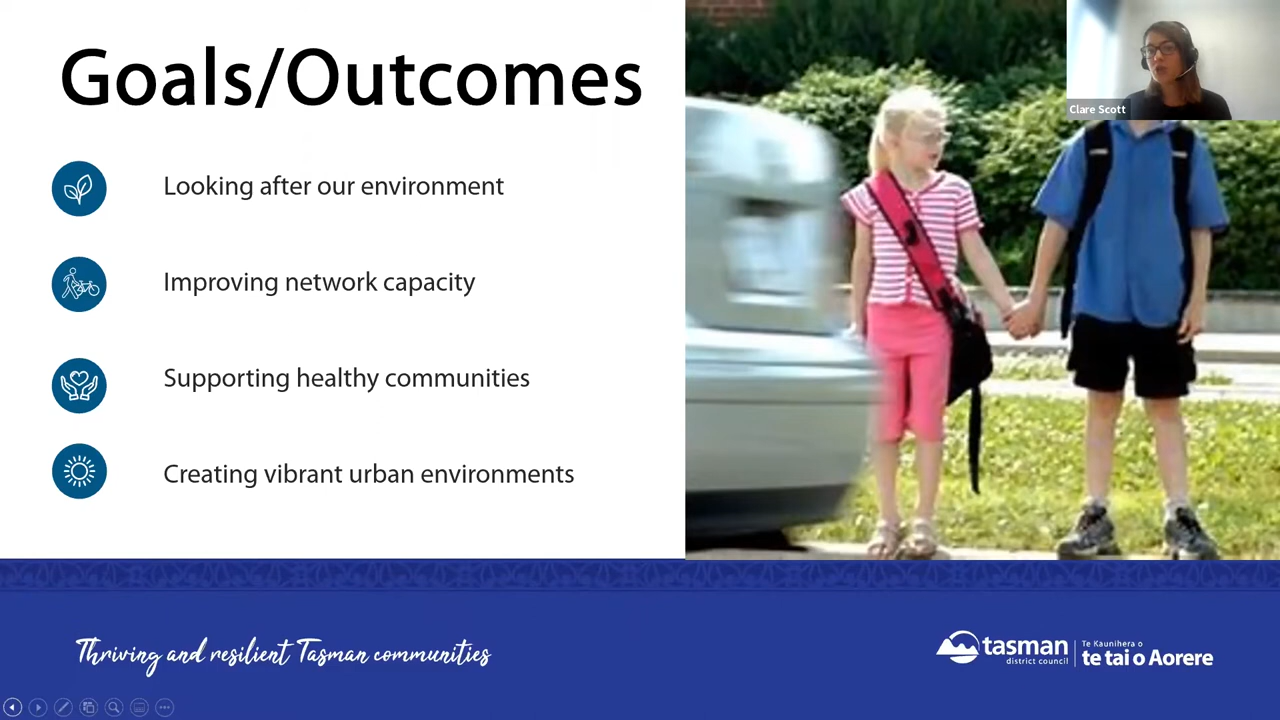 Goals/Outcomes
Clare Scott
Looking after our environment
Improving network capacity
Supporting healthy communities
Creating vibrant urban environments
Thriving and resilient Tasman communities
tasman
district council
Te Kaunihera o
te tai o Aorere